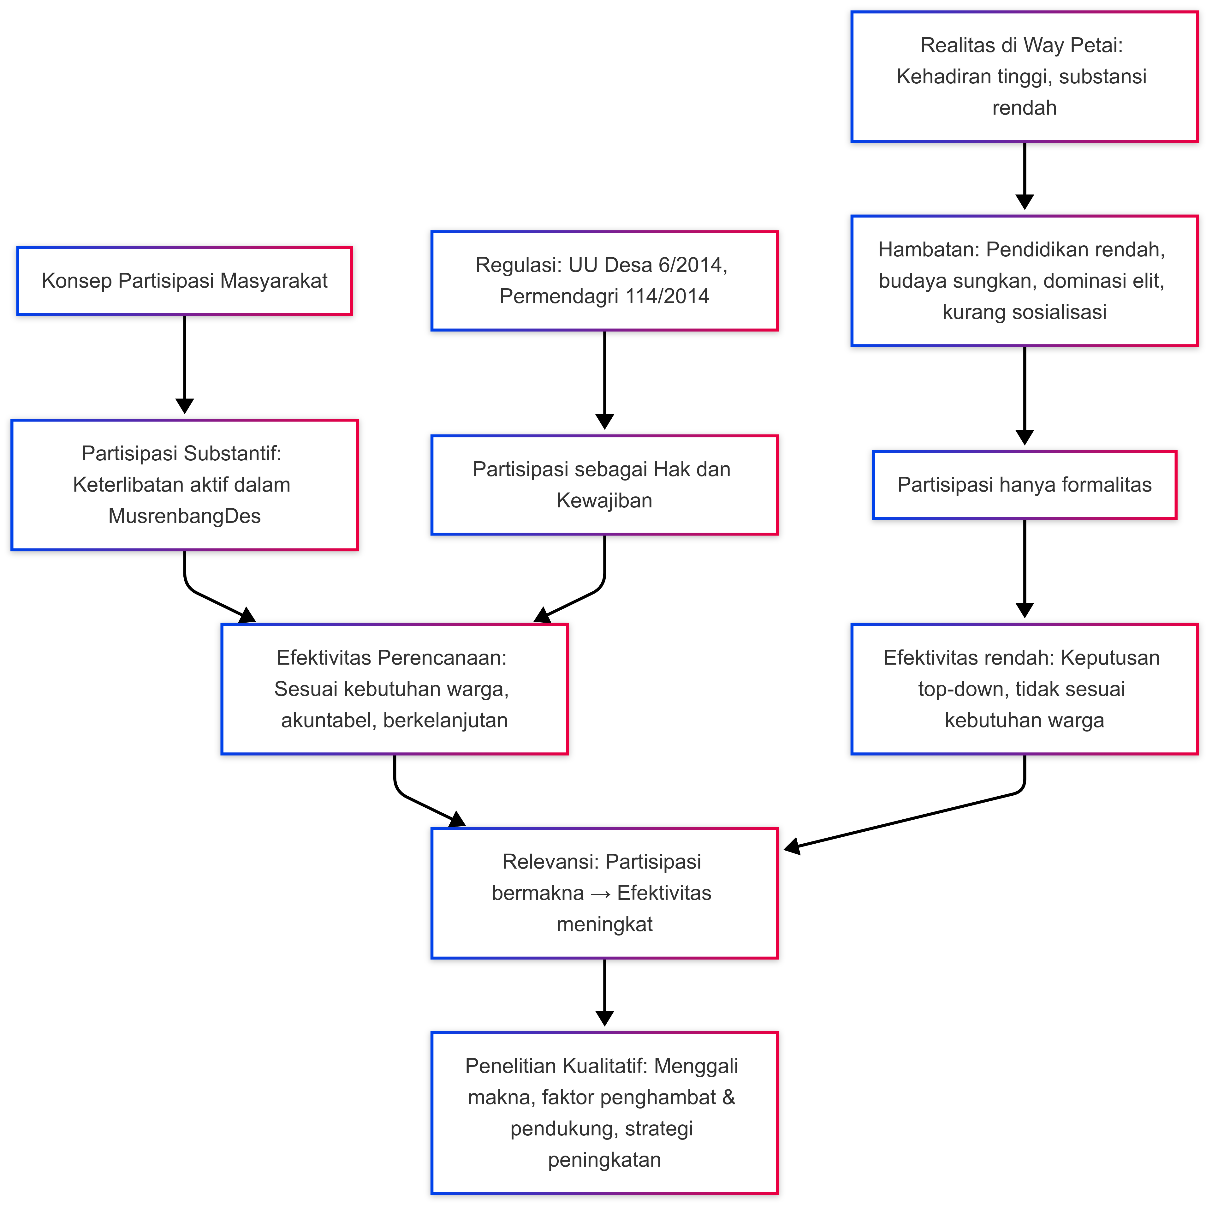 Realitas di Way Petai:
Kehadiran tinggi, substansi
rendah
Hambatan: Pendidikan rendah,
budaya sungkan, dominasi elit,
kurang sosialisasi
Regulasi: UU Desa 6/2014,
Permendagri 114/2014
Konsep Partisipasi Masyarakat
Partisipasi Substantif:
Keterlibatan aktif dalam
MusrenbangDes
Partisipasi sebagai Hak dan
Kewajiban
Partisipasi hanya formalitas
Efektivitas Perencanaan:
Sesuai kebutuhan warga,
akuntabel, berkelanjutan
Efektivitas rendah: Keputusan
top-down, tidak sesuai
kebutuhan warga
Relevansi: Partisipasi
bermakna → Efektivitas
meningkat
Penelitian Kualitatif: Menggali
makna, faktor penghambat &
pendukung, strategi
peningkatan